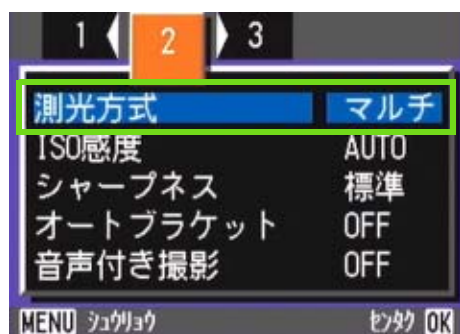 1 2 3
測光方式 マルチ
ISO感度 AUTO
シャープネス 標準
オートブラケット OFF
音声付き撮影 OFF
MENU ｼｭｳﾘｮｳ ｾﾝﾀｸ OK